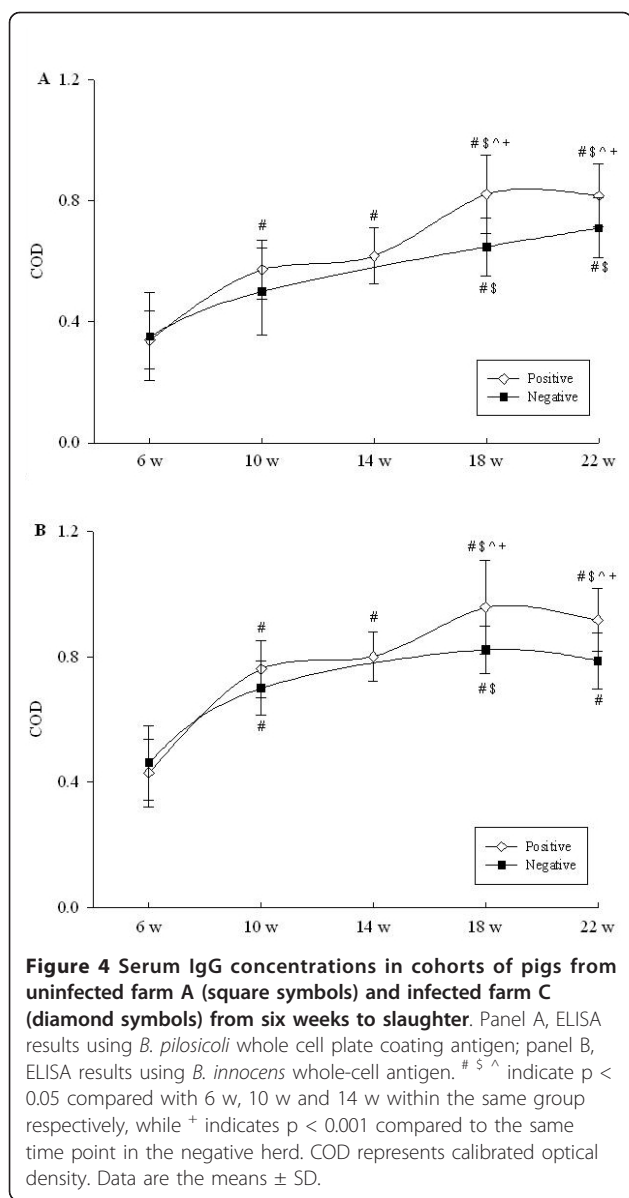 A
1.2
#$^+
#$^+
#
#
0.8
COD
#$
#$
0.4
Positive
Negative
0.0
6 w 10 w 14 w 18 w 22 w
B
1.2
#$^+
#$^+
#
#
0.8
COD
#
#$
#
0.4
Positive
Negative
0.0
6 w 10 w 14 w 18 w 22 w
Figure 4 Serum IgG concentrations in cohorts of pigs from
uninfected farm A (square symbols) and infected farm C
(diamond symbols) from six weeks to slaughter. Panel A, ELISA
results using B. pilosicoli whole cell plate coating antigen; panel B,
ELISA results using B. innocens whole-cell antigen. # $ ^ indicate p <
0.05 compared with 6 w, 10 w and 14 w within the same group
respectively, while + indicates p < 0.001 compared to the same
time point in the negative herd. COD represents calibrated optical
density. Data are the means ± SD.